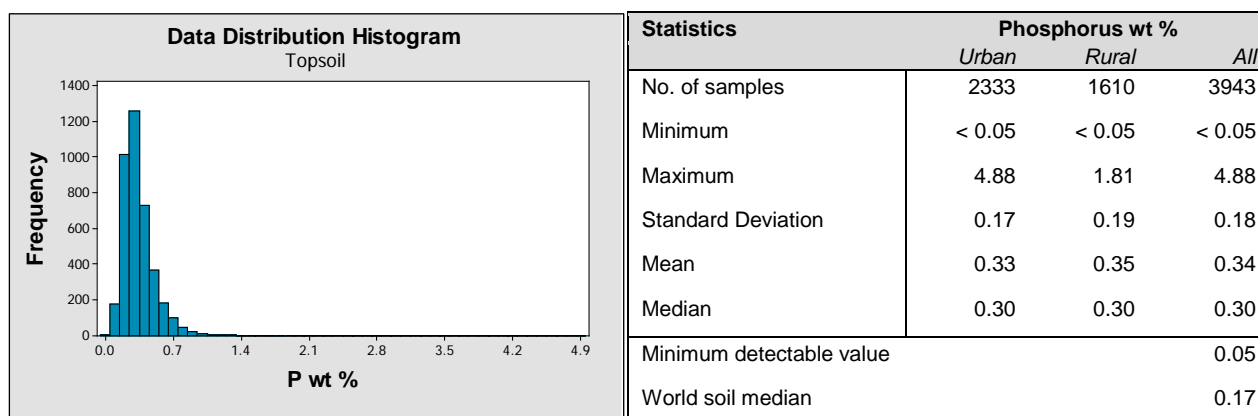 Data Distribution Histogram
Topsoil
Frequency
1400
1200
1000
800
600
400
200
0
0.0 0.7 1.4 2.1 2.8 3.5 4.2 4.9
P wt %
Statistics Phosphorus wt %
Urban Rural All
No. of samples 2333 1610 3943
Minimum < 0.05 < 0.05 < 0.05
Maximum 4.88 1.81 4.88
Standard Deviation 0.17 0.19 0.18
Mean 0.33 0.35 0.34
Median 0.30 0.30 0.30
Minimum detectable value 0.05
World soil median 0.17